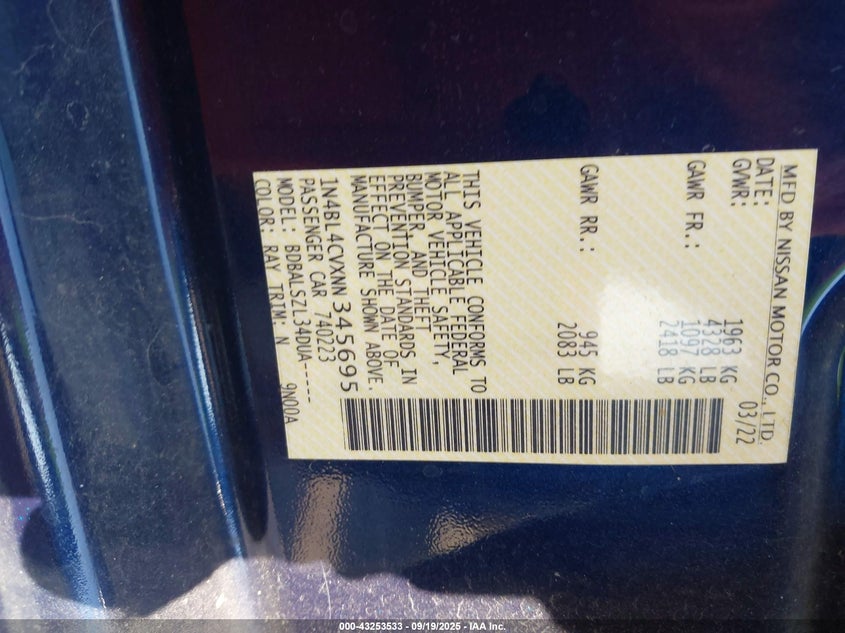 MFD BY NISSAN MOTOR CO., LTD.
DATE: 03/22
GVWR: 1963 KG
4328 LB
GAWR FR.: 1097 KG
2418 LB
GAWR RR.: 945 KG
2083 LB
THIS VEHICLE CONFORMS TO
ALL APPLICABLE FEDERAL
MOTOR VEHICLE SAFETY,
BUMPER, AND THEFT
PREVENTION STANDARDS IN
EFFECT ON THE DATE OF
MANUFACTURE SHOWN ABOVE.
1N4BL4CVXNN345695
PASSENGER CAR 740223
MODEL: BDBALSZL34DUA-----
COLOR: RAY TRIM: N 9N00A
000-43253533 - 09/19/2025 - IAA Inc.